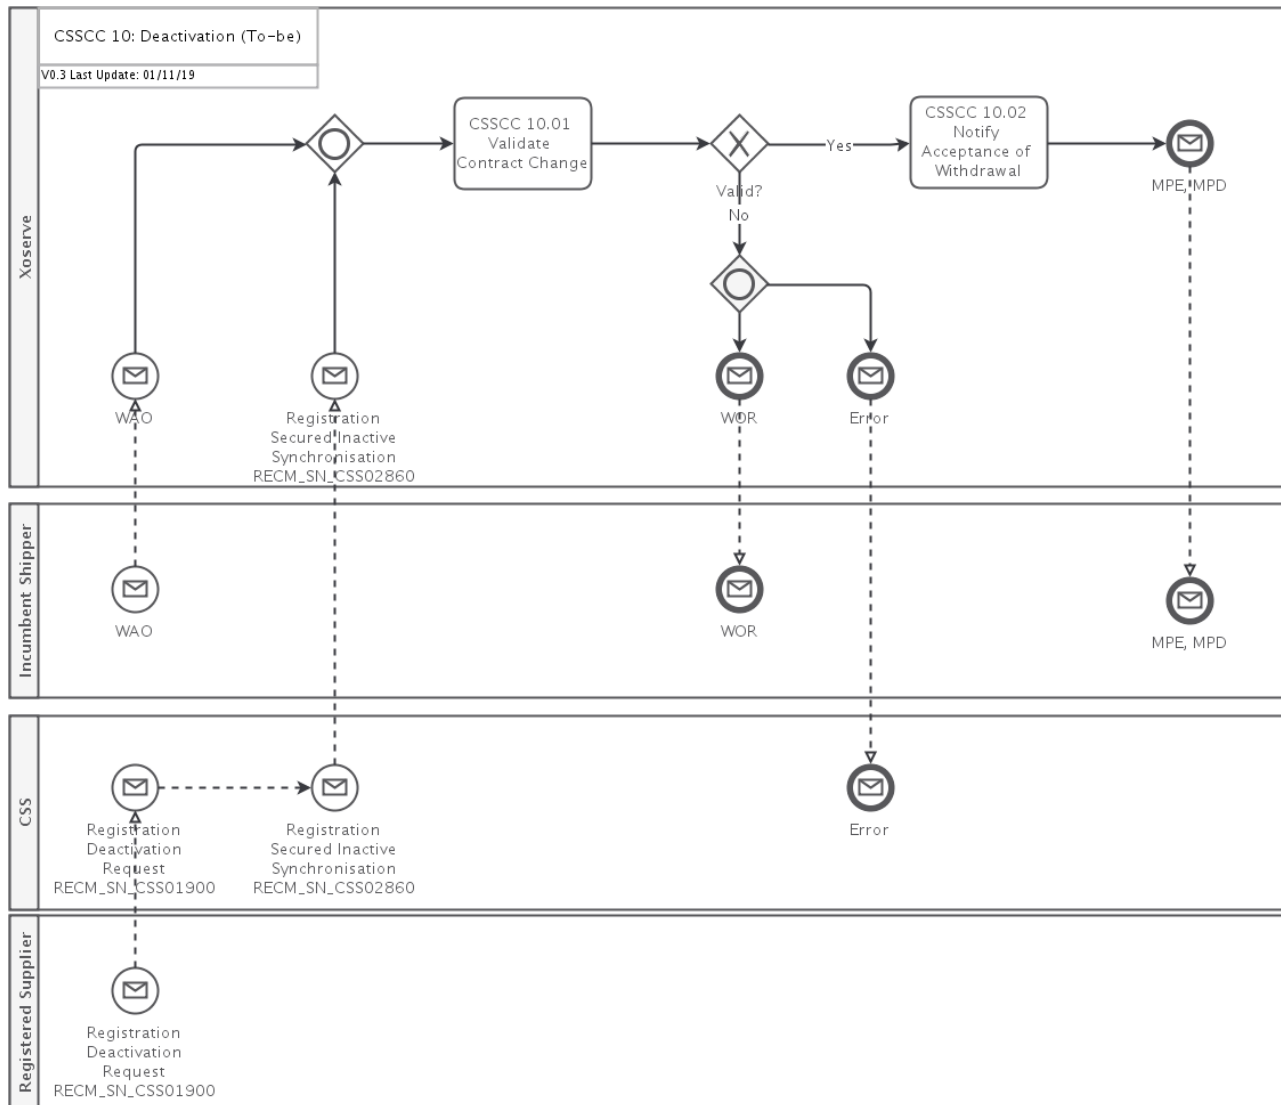 CSSCC 10: Deactivation (To-be)
V0.3 Last Update: 01/11/19
Xoserve
CSSCC 10.01
Validate
Contract Change
Valid?
Yes
No
CSSCC 10.02
Notify
Acceptance of
Withdrawal
MPE, MPD
WAO
Registration
Secured Inactive
Synchronisation
RECM_SN_CSS02860
WOR
Error
Incumbent Shipper
WAO
WOR
MPE, MPD
CSS
Registration
Deactivation
Request
RECM_SN_CSS01900
Registration
Secured Inactive
Synchronisation
RECM_SN_CSS02860
Error
Registered Supplier
Registration
Deactivation
Request
RECM_SN_CSS01900